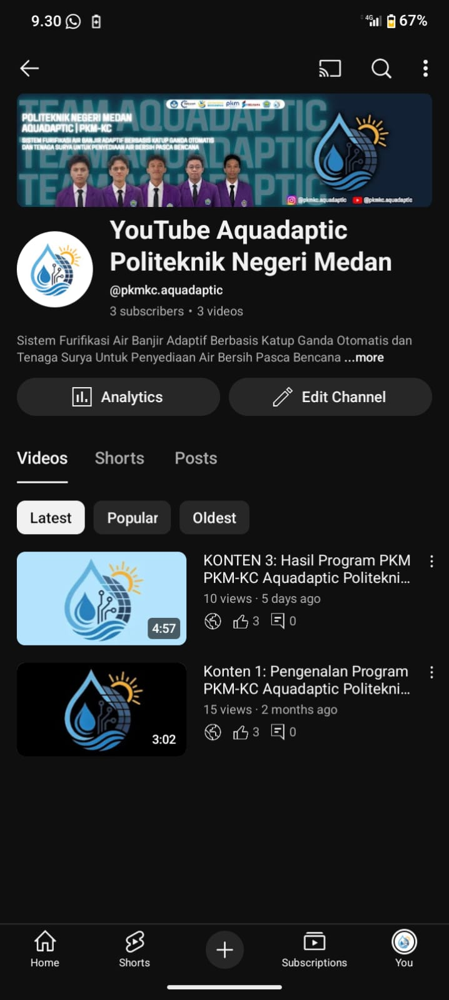 9.30
4G
67%
TEAM AQUADAPTIC
pkm
POLITEKNIK NEGERI MEDAN
AQUADAPTIC | PKM-KC
SISTEM FURIFIKASI AIR BANJIR ADAPTIF BERBASIS KATUP GANDA OTOMATIS
DAN TENAGA SURYA UNTUK PENYEDIAAN AIR BERSIH PASCA BENCANA
@pkmkc.aquadaptic
@pkmkc.aquadaptic
YouTube Aquadaptic
Politeknik Negeri Medan
@pkmkc.aquadaptic
3 subscribers • 3 videos
Sistem Furifikasi Air Banjir Adaptif Berbasis Katup Ganda Otomatis dan
Tenaga Surya Untuk Penyediaan Air Bersih Pasca Bencana ...more
Analytics
Edit Channel
Videos
Shorts
Posts
Latest
Popular
Oldest
KONTEN 3: Hasil Program PKM
PKM-KC Aquadaptic Politekni...
10 views · 5 days ago
3
0
4:57
Konten 1: Pengenalan Program
PKM-KC Aquadaptic Politekni...
15 views · 2 months ago
3
0
3:02
Home
Shorts
Subscriptions
You